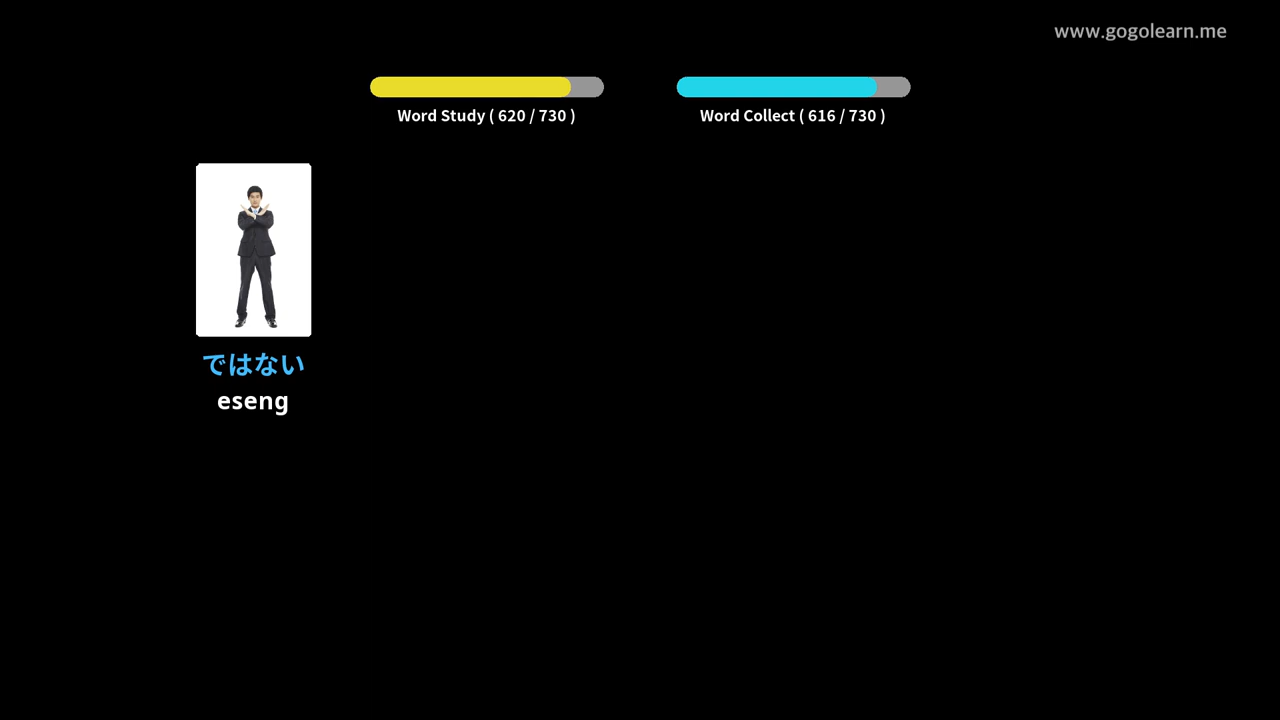 www.gogolearn.me
Word Study ( 620 / 730 )
Word Collect ( 616 / 730 )
ではない
eseng